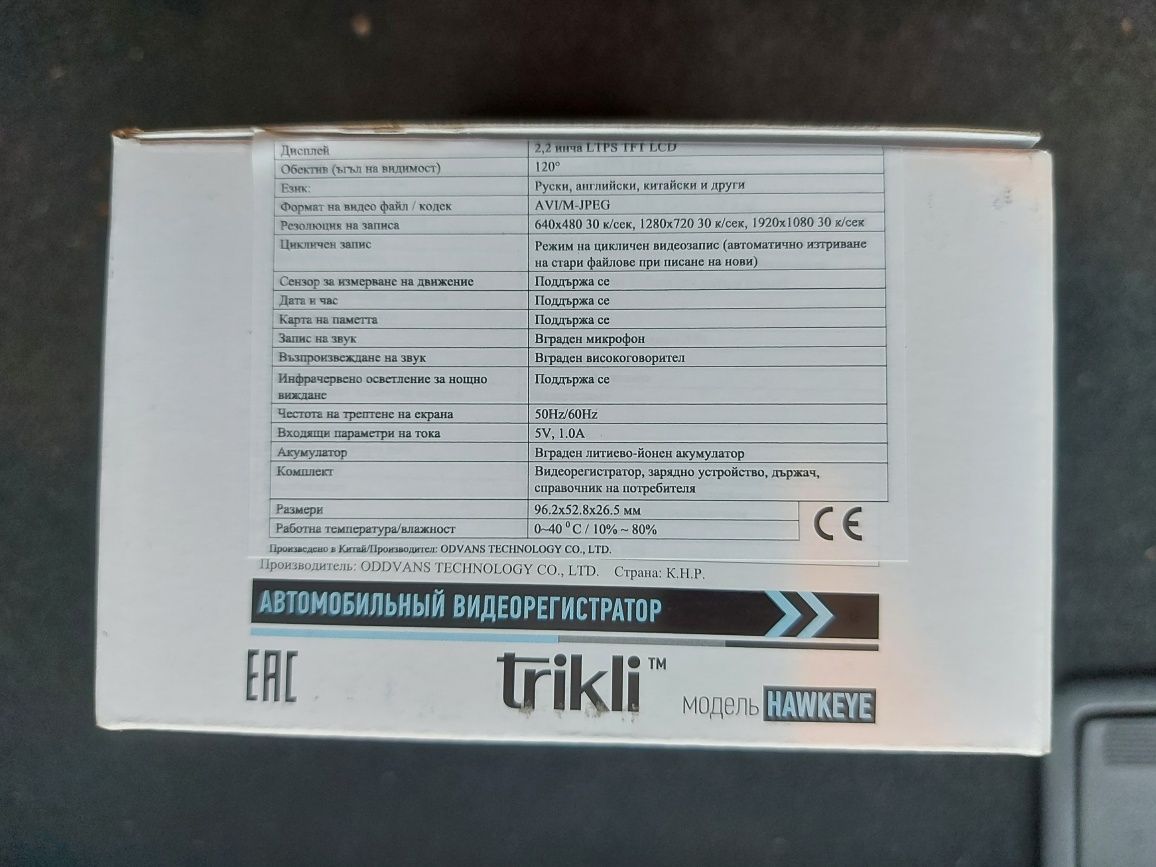 Дисплей 2,2 инча LTPS TFT LCD
Обектив (ъгъл на видимост) 120°
Език: Руски, английски, китайски и други
Формат на видео файл / кодек AVI/M-JPEG
Резолюция на записа 640x480 30 к/сек, 1280x720 30 к/сек, 1920x1080 30 к/сек
Цикличен запис Режим на цикличен видеозапис (автоматично изтриване
на стари файлове при писане на нови)
Сензор за измерване на движение Поддържа се
Дата и час Поддържа се
Карта на паметта Поддържа се
Запис на звук Вграден микрофон
Възпроизвеждане на звук Вграден високоговорител
Инфрачервено осветление за нощно Поддържа се
виждане
Честота на трептене на екрана 50Hz/60Hz
Входящи параметри на тока 5V, 1.0A
Акумулатор Вграден литиево-йонен акумулатор
Комплект Видеорегистратор, зарядно устройство, държач,
справочник на потребителя
Размери 96.2x52.8x26.5 мм
Работна температура/влажност 0~40 ⁰ C / 10% ~ 80%
CE
Произведено в Китай/Производител: ODVANS TECHNOLOGY CO., LTD.
Производитель: ODDVANS TECHNOLOGY CO., LTD. Страна: К.Н.Р.
АВТОМОБИЛЬНЫЙ ВИДЕОРЕГИСТРАТОР
EAC
trikli™
модель HAWKEYE